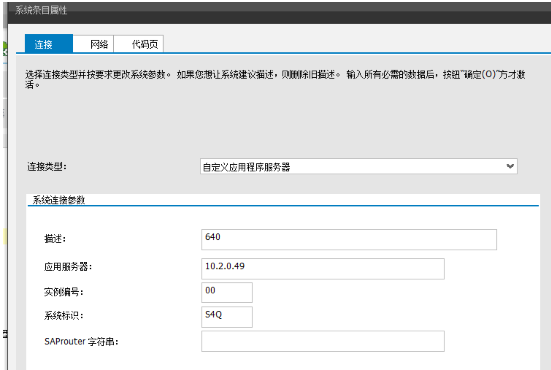 系统条目属性
连接 网络 代码页
选择连接类型并按要求更改系统参数。 如果您想让系统建议描述，则删除旧描述。 输入所有必需的数据后，按钮"确定(O)"方才激
活。
连接类型: 自定义应用程序服务器
系统连接参数
描述: 640
应用服务器: 10.2.0.49
实例编号: 00
系统标识: S4Q
SAProuter 字符串: